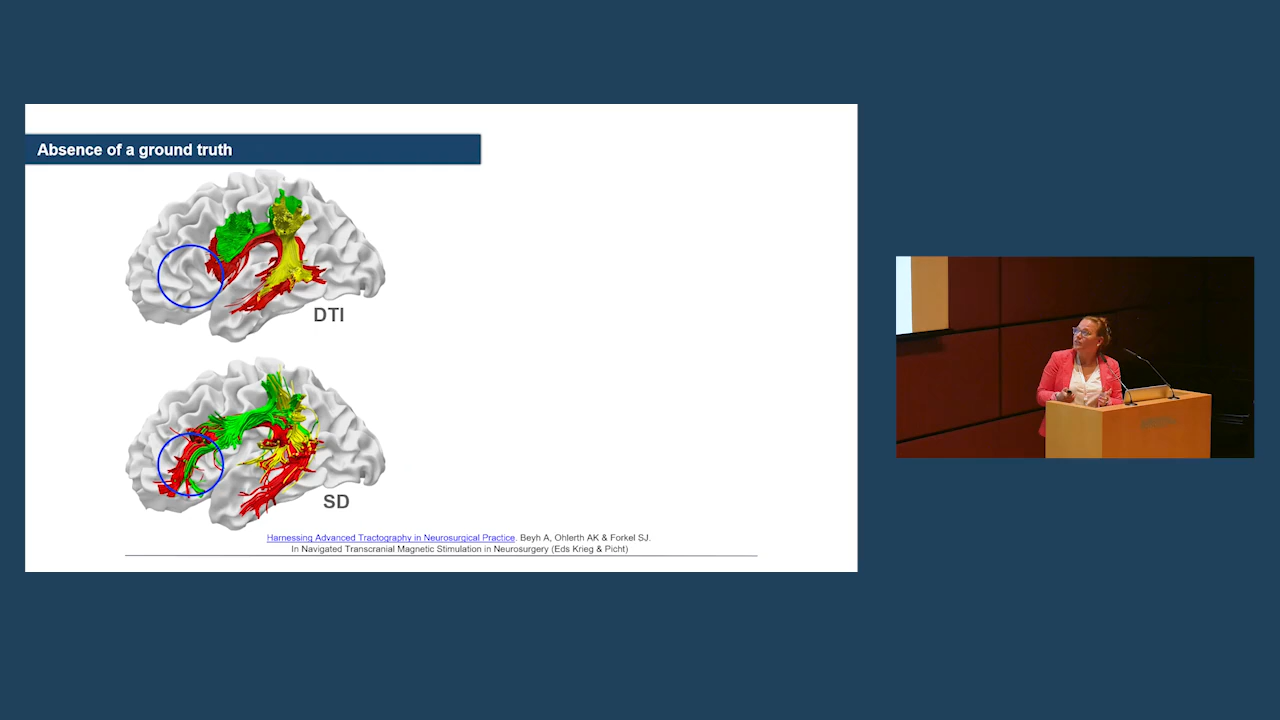 Absence of a ground truth
DTI
SD
Harnessing Advanced Tractography in Neurosurgical Practice. Beyh A, Ohlerth AK & Forkel SJ.
In Navigated Transcranial Magnetic Stimulation in Neurosurgery (Eds Krieg & Picht)